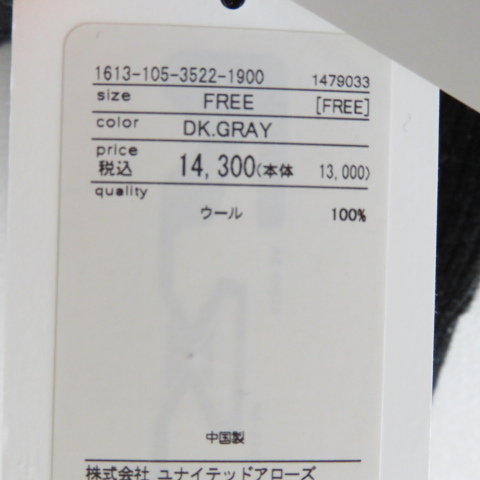 1613-105-3522-1900 1479033
size FREE [FREE]
color DK.GRAY
price
税込 14,300(本体 13,000)
quality
ウール 100%
中国製
株式会社 ユナイテッドアローズ